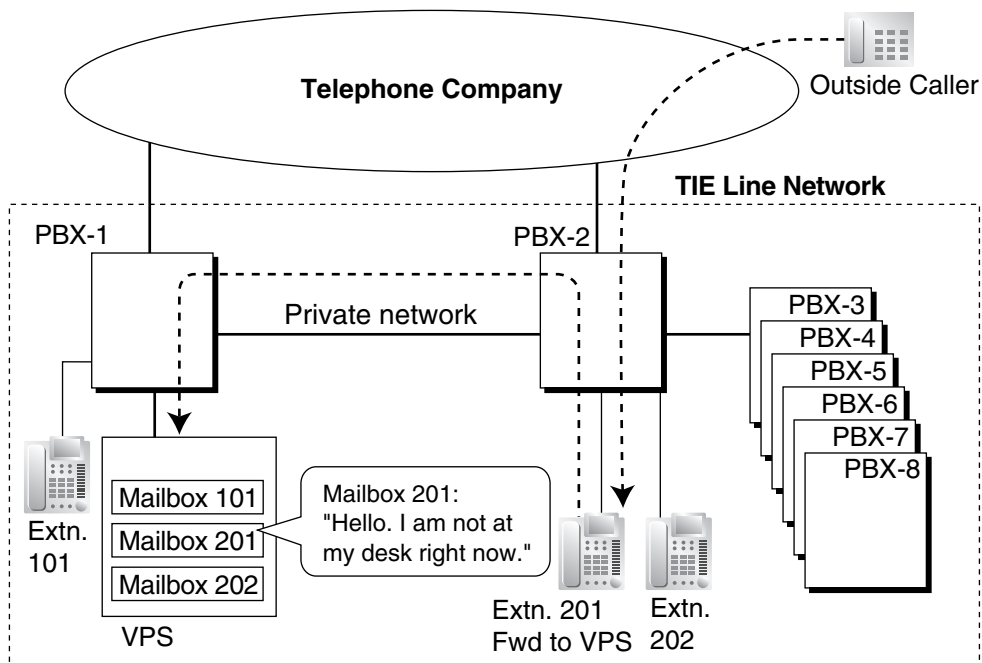 Telephone Company
Outside Caller
TIE Line Network
PBX-1
PBX-2
Private network
PBX-3
PBX-4
PBX-5
PBX-6
PBX-7
PBX-8
Extn.
101
Mailbox 101
Mailbox 201
Mailbox 202
VPS
Mailbox 201:
"Hello. I am not at
my desk right now."
Extn. 201
Fwd to VPS
Extn.
202